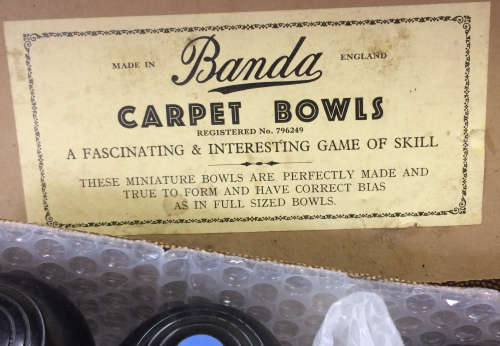 MADE IN Banda ENGLAND
CARPET BOWLS
REGISTERED No. 796249
A FASCINATING & INTERESTING GAME OF SKILL
THESE MINIATURE BOWLS ARE PERFECTLY MADE AND
TRUE TO FORM AND HAVE CORRECT BIAS
AS IN FULL SIZED BOWLS.